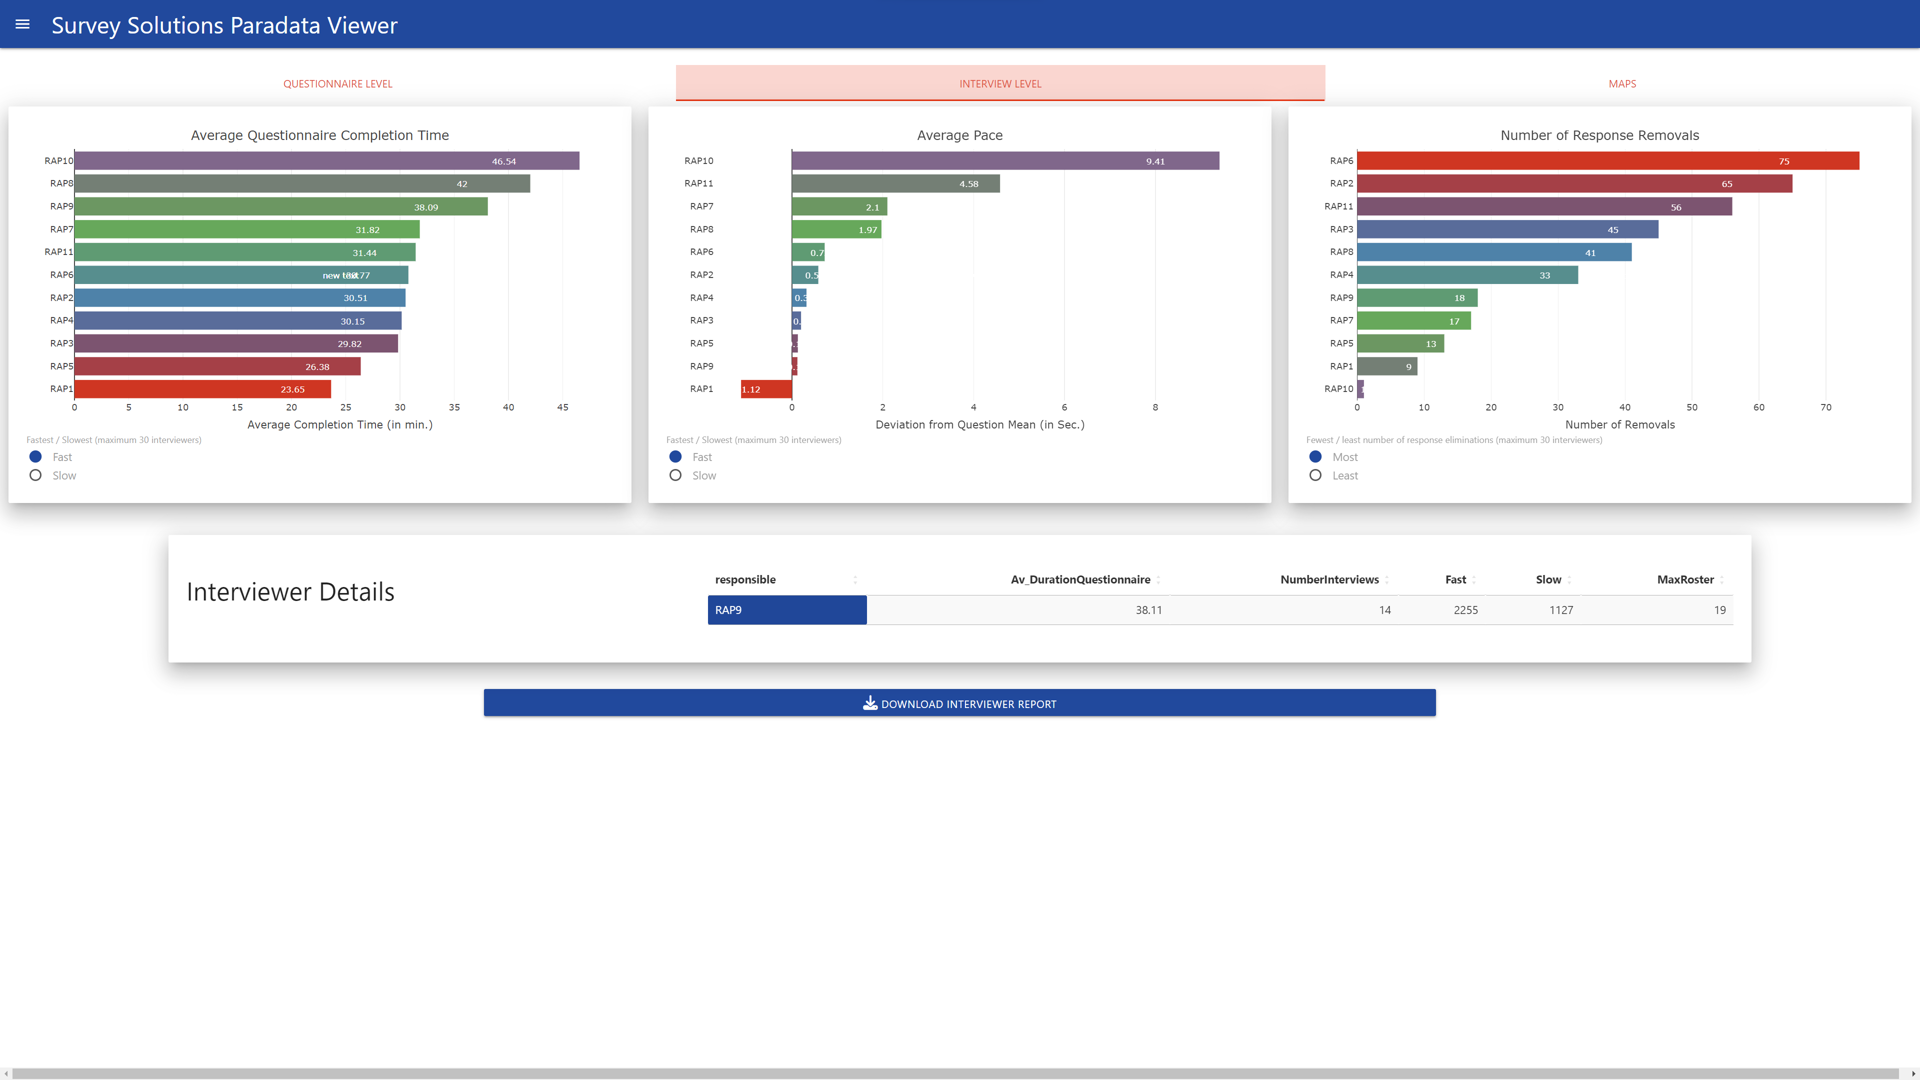 Survey Solutions Paradata Viewer
QUESTIONNAIRE LEVEL
INTERVIEW LEVEL
MAPS
Average Questionnaire Completion Time
RAP10 46.54
RAP8 42
RAP9 38.09
RAP7 31.82
RAP11 31.44
RAP6 new text
RAP2 30.51
RAP4 30.15
RAP3 29.82
RAP5 26.38
RAP1 23.65
0 5 10 15 20 25 30 35 40 45
Average Completion Time (in min.)
Fastest / Slowest (maximum 30 interviewers)
Fast
Slow
Average Pace
RAP10 9.41
RAP11 4.58
RAP7 2.1
RAP8 1.97
RAP6 0.7
RAP2 0.5
RAP4
RAP3
RAP5
RAP9
RAP1 1.12
0 2 4 6 8
Deviation from Question Mean (in Sec.)
Fastest / Slowest (maximum 30 interviewers)
Fast
Slow
Number of Response Removals
RAP6 75
RAP2 65
RAP11 56
RAP3 45
RAP8 41
RAP4 33
RAP9 18
RAP7 17
RAP5 13
RAP1 9
RAP10
0 10 20 30 40 50 60 70
Number of Removals
Fewest / least number of response eliminations (maximum 30 interviewers)
Most
Least
Interviewer Details
responsible Av_DurationQuestionnaire NumberInterviews Fast Slow MaxRoster
RAP9 38.11 14 2255 1127 19
DOWNLOAD INTERVIEWER REPORT